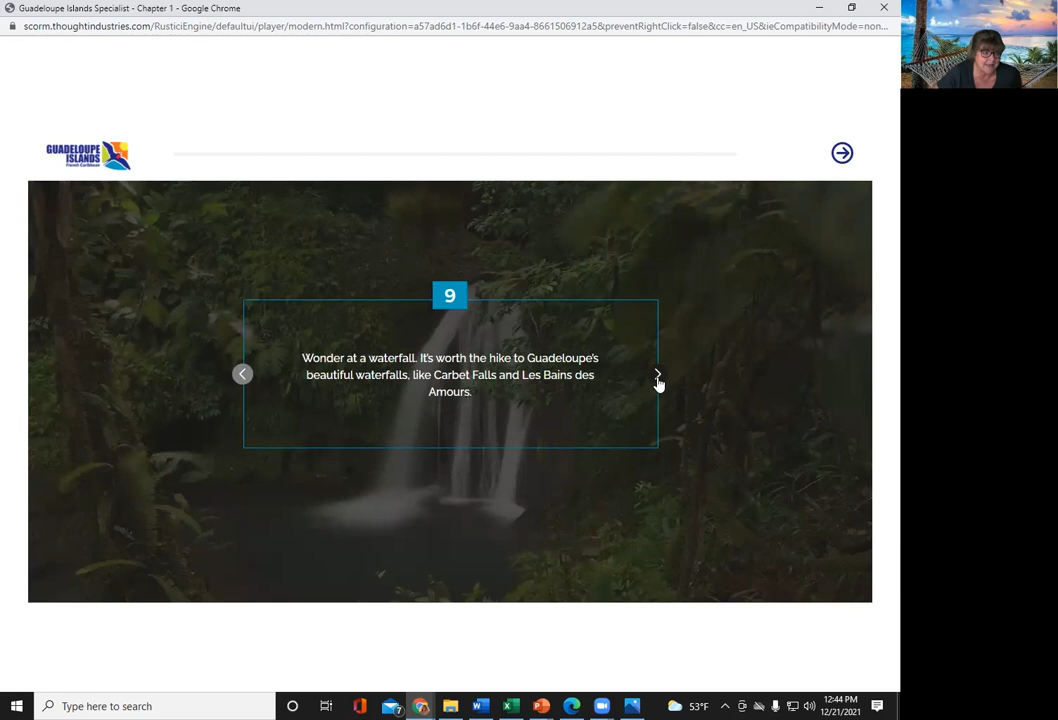 Guadeloupe Islands Specialist - Chapter 1 - Google Chrome
scorm.thoughtindustries.com/RusticiEngine/defaultui/player/modern.html?configuration=a57ad6d1-1b6f-44e6-9aa4-8661506912a5&preventRightClick=false&cc=en_US&ieCompatibilityMode=non...
GUADELOUPE
ISLANDS
French Caribbean
9
Wonder at a waterfall. It's worth the hike to Guadeloupe's
beautiful waterfalls, like Carbet Falls and Les Bains des
Amours.
Type here to search
7
53°F
12:44 PM
12/21/2021